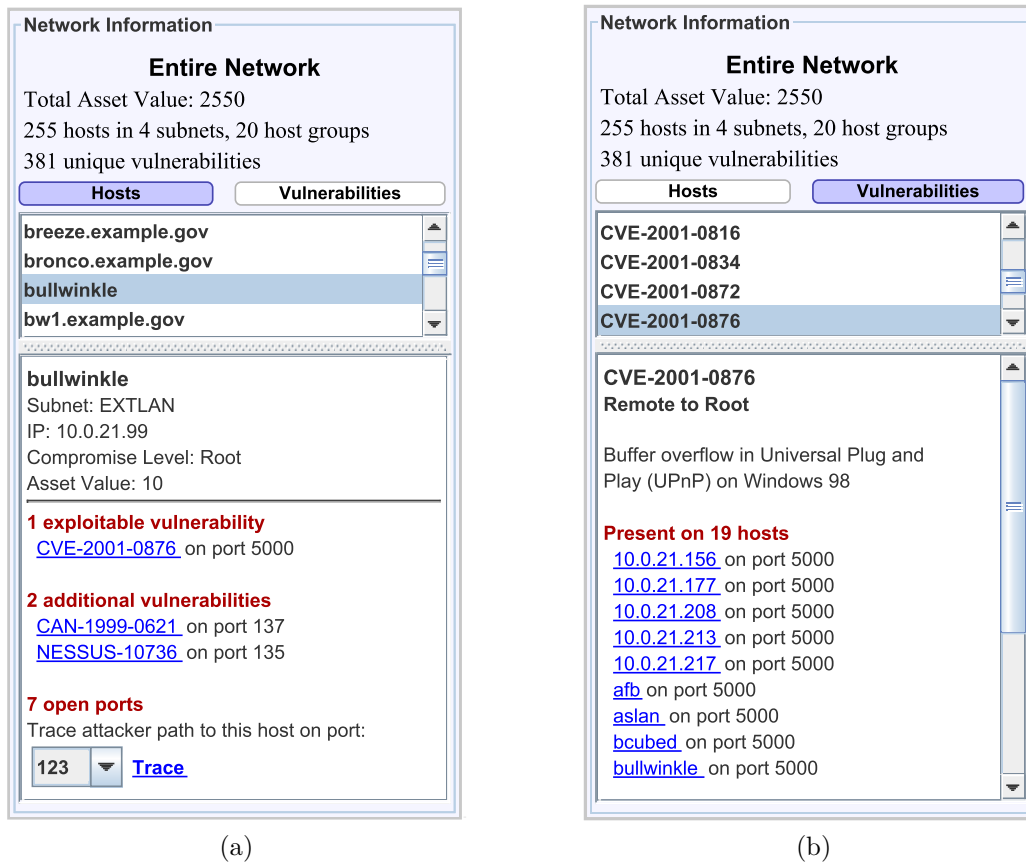 Network Information
Entire Network
Total Asset Value: 2550
255 hosts in 4 subnets, 20 host groups
381 unique vulnerabilities
Hosts
Vulnerabilities
breeze.example.gov
bronco.example.gov
bullwinkle
bw1.example.gov
bullwinkle
Subnet: EXTLAN
IP: 10.0.21.99
Compromise Level: Root
Asset Value: 10
1 exploitable vulnerability
CVE-2001-0876 on port 5000
2 additional vulnerabilities
CAN-1999-0621 on port 137
NESSUS-10736 on port 135
7 open ports
Trace attacker path to this host on port:
123 Trace
(a)
Network Information
Entire Network
Total Asset Value: 2550
255 hosts in 4 subnets, 20 host groups
381 unique vulnerabilities
Hosts
Vulnerabilities
CVE-2001-0816
CVE-2001-0834
CVE-2001-0872
CVE-2001-0876
CVE-2001-0876
Remote to Root
Buffer overflow in Universal Plug and
Play (UPnP) on Windows 98
Present on 19 hosts
10.0.21.156 on port 5000
10.0.21.177 on port 5000
10.0.21.208 on port 5000
10.0.21.213 on port 5000
10.0.21.217 on port 5000
afb on port 5000
aslan on port 5000
bcubed on port 5000
bullwinkle on port 5000
(b)